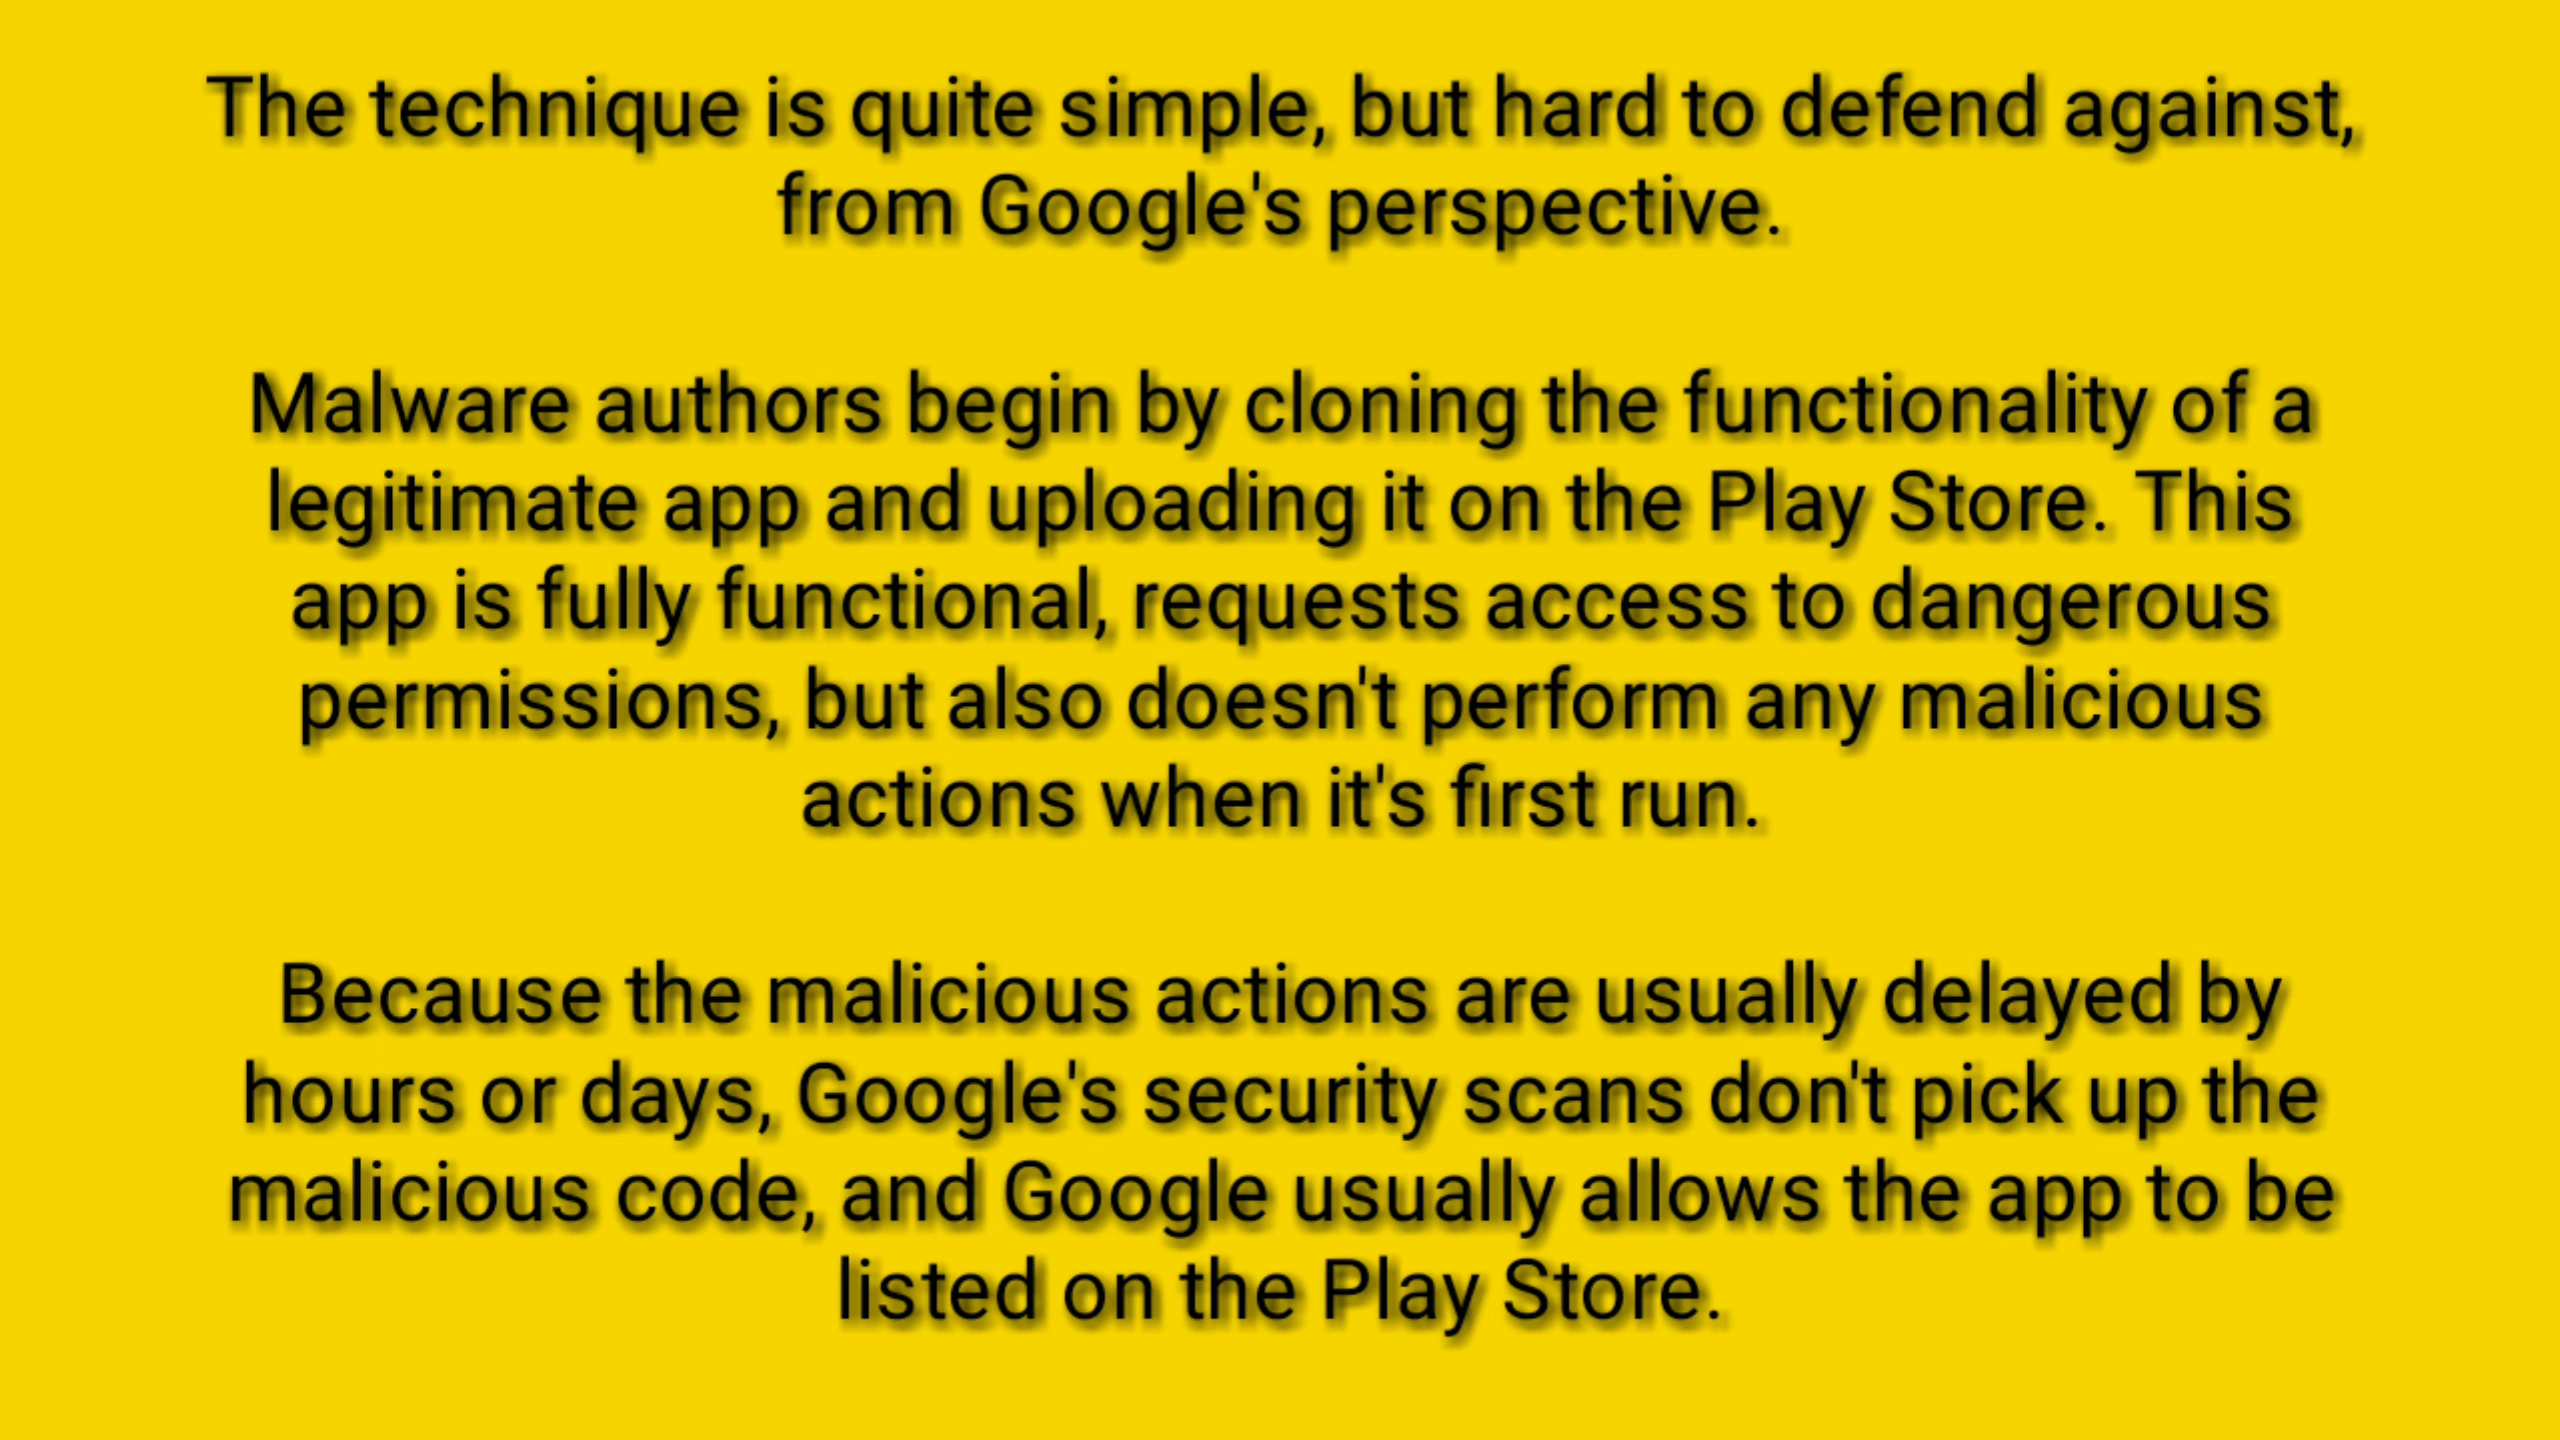 The technique is quite simple, but hard to defend against,
from Google's perspective.
Malware authors begin by cloning the functionality of a
legitimate app and uploading it on the Play Store. This
app is fully functional, requests access to dangerous
permissions, but also doesn't perform any malicious
actions when it's first run.
Because the malicious actions are usually delayed by
hours or days, Google's security scans don't pick up the
malicious code, and Google usually allows the app to be
listed on the Play Store.